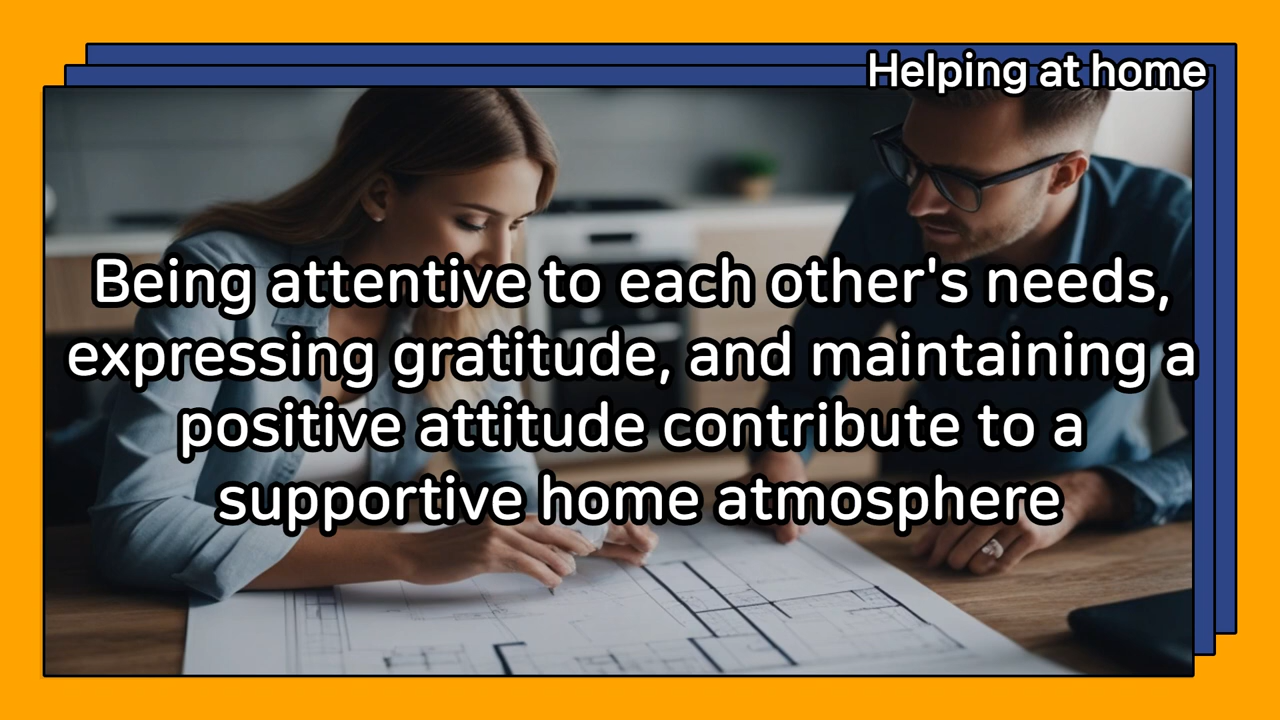 Helping at home
Being attentive to each other's needs,
expressing gratitude, and maintaining a
positive attitude contribute to a
supportive home atmosphere